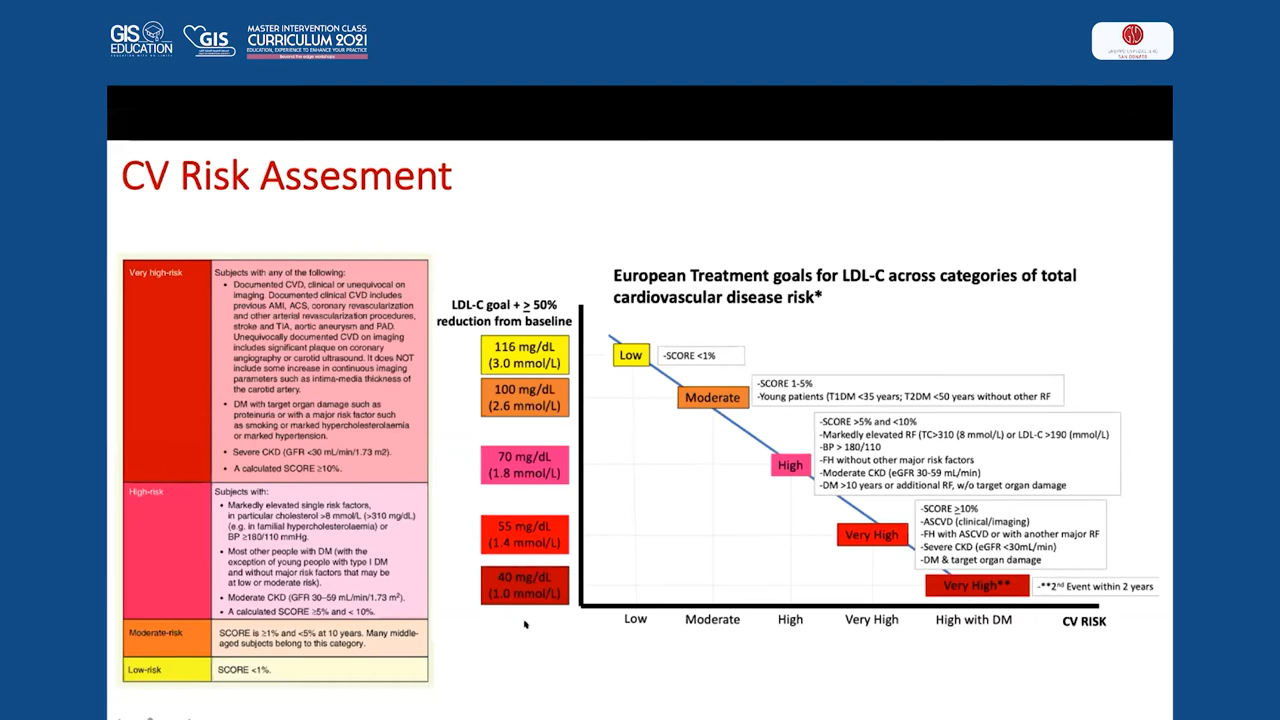 GIS
EDUCATION
EDUCATION WITH NO LIMITS
GIS
MASTER INTERVENTION CLASS
CURRICULUM 2021
EDUCATION, EXPERIENCE TO ENHANCE YOUR PRACTICE
Beyond the edge workshops
SAN DONATO
CV Risk Assesment
Very high-risk
Subjects with any of the following:
• Documented CVD, clinical or unequivocal on
imaging. Documented clinical CVD includes
previous AMI, ACS, coronary revascularization
and other arterial revascularization procedures,
stroke and TIA, aortic aneurysm and PAD.
Unequivocally documented CVD on imaging
includes significant plaque on coronary
angiography or carotid ultrasound. It does NOT
include some increase in continuous imaging
parameters such as intima-media thickness of
the carotid artery.
• DM with target organ damage such as
proteinuria or with a major risk factor such
as smoking or marked hypercholesterolaemia
or marked hypertension.
• Severe CKD (GFR <30 mL/min/1.73 m2).
• A calculated SCORE ≥10%.
High-risk
Subjects with:
• Markedly elevated single risk factors,
in particular cholesterol >8 mmol/L (>310 mg/dL)
(e.g. in familial hypercholesterolaemia) or
BP ≥180/110 mmHg.
• Most other people with DM (with the
exception of young people with type I DM
and without major risk factors that may be
at low or moderate risk).
• Moderate CKD (GFR 30–59 mL/min/1.73 m²).
• A calculated SCORE ≥5% and < 10%.
Moderate-risk
SCORE is ≥1% and <5% at 10 years. Many middle-
aged subjects belong to this category.
Low-risk
SCORE <1%.
LDL-C goal + ≥ 50%
reduction from baseline
116 mg/dL
(3.0 mmol/L)
100 mg/dL
(2.6 mmol/L)
70 mg/dL
(1.8 mmol/L)
55 mg/dL
(1.4 mmol/L)
40 mg/dL
(1.0 mmol/L)
European Treatment goals for LDL-C across categories of total
cardiovascular disease risk*
Low
-SCORE <1%
Moderate
-SCORE 1-5%
-Young patients (T1DM <35 years; T2DM <50 years without other RF
High
-SCORE >5% and <10%
-Markedly elevated RF (TC>310 (8 mmol/L) or LDL-C >190 (mmol/L)
-BP > 180/110
-FH without other major risk factors
-Moderate CKD (eGFR 30-59 mL/min)
-DM >10 years or additional RF, w/o target organ damage
Very High
-SCORE ≥10%
-ASCVD (clinical/imaging)
-FH with ASCVD or with another major RF
-Severe CKD (eGFR <30mL/min)
-DM & target organ damage
Very High**
-**2nd Event within 2 years
Low
Moderate
High
Very High
High with DM
CV RISK